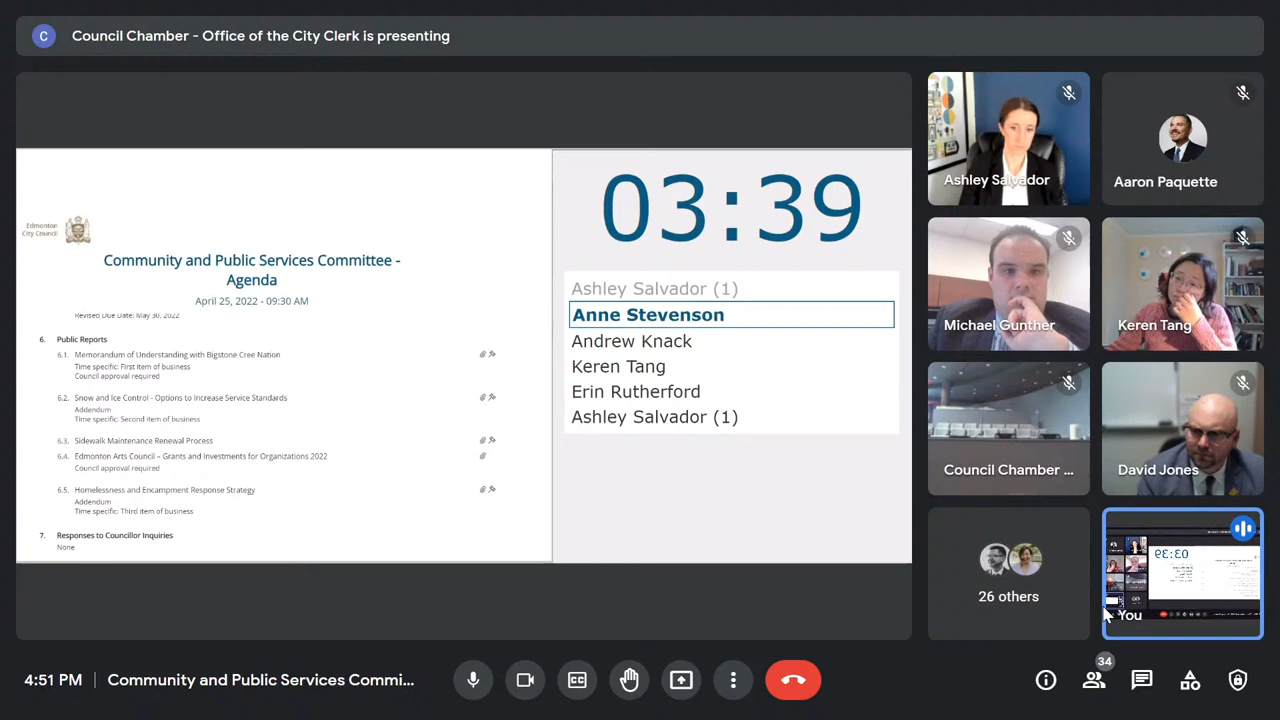 C
Council Chamber - Office of the City Clerk is presenting
Edmonton
City Council
Community and Public Services Committee -
Agenda
April 25, 2022 - 09:30 AM
Revised Due Date: May 30, 2022
6. Public Reports
6.1. Memorandum of Understanding with Bigstone Cree Nation
Time specific: First item of business
Council approval required
6.2. Snow and Ice Control - Options to Increase Service Standards
Addendum
Time specific: Second item of business
6.3. Sidewalk Maintenance Renewal Process
6.4. Edmonton Arts Council – Grants and Investments for Organizations 2022
Council approval required
6.5. Homelessness and Encampment Response Strategy
Addendum
Time specific: Third item of business
7. Responses to Councillor Inquiries
None
03:39
Ashley Salvador (1)
Anne Stevenson
Andrew Knack
Keren Tang
Erin Rutherford
Ashley Salvador (1)
Ashley Salvador
Aaron Paquette
Michael Gunther
Keren Tang
Council Chamber ...
David Jones
26 others
03:39
You
4:51 PM
Community and Public Services Commi...
34